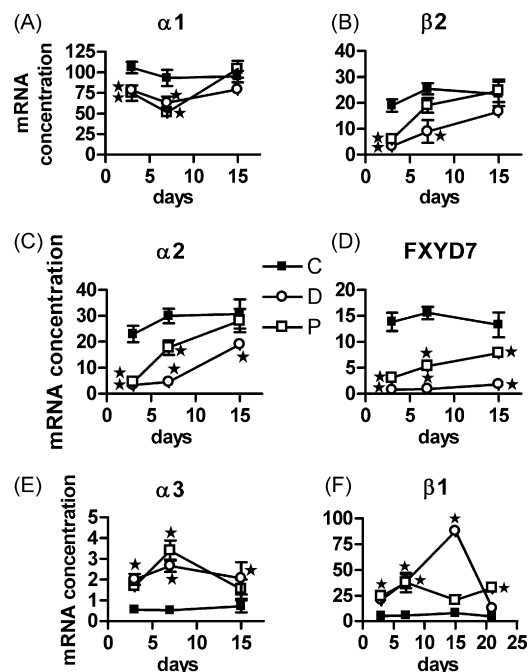 (A) α1
mRNA concentration
125
100
75
50
25
0
0 5 10 15
days
(B) β2
40
30
20
10
0
0 5 10 15
days
(C) α2
mRNA concentration
40
30
20
10
0
0 5 10 15
days
C
D
P
(D) FXYD7
20
15
10
5
0
0 5 10 15
days
(E) α3
mRNA concentration
5
4
3
2
1
0
0 5 10 15
days
(F) β1
100
75
50
25
0
0 5 10 15 20 25
days